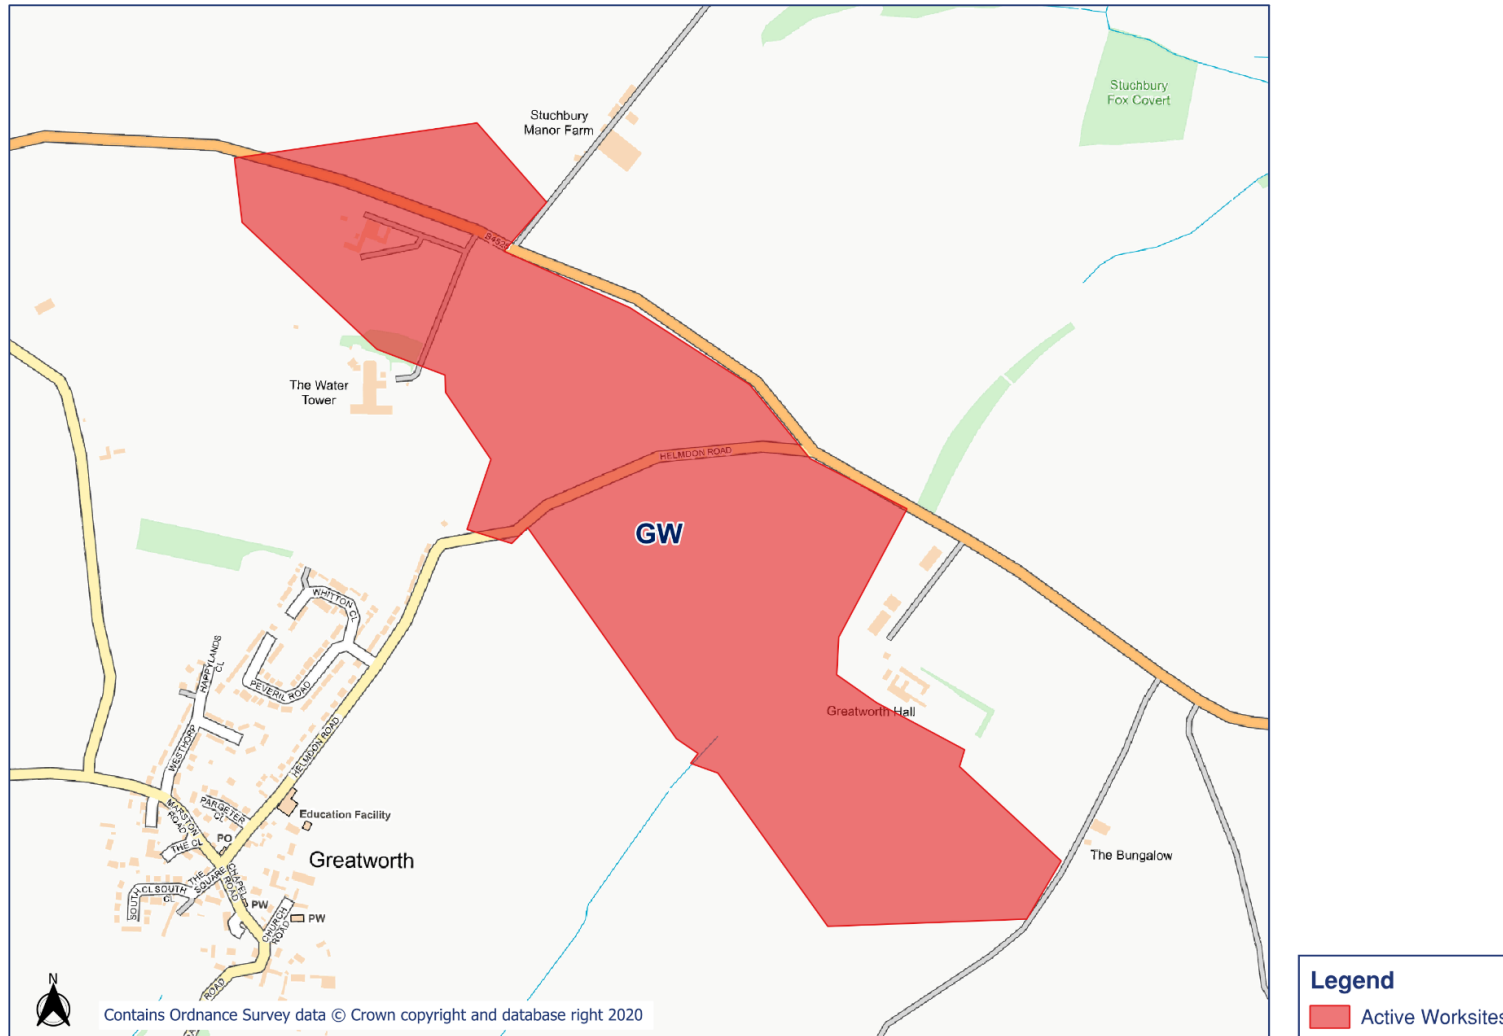 Stuchbury
Fox Covert
Stuchbury
Manor Farm
B4525
The Water
Tower
HELMDON ROAD
GW
WHITTON CL
HAPPYLANDS
CL
PEVERIL ROAD
Greatworth Hall
HELMDON ROAD
WESTHORP
PARGETER
CL
MARSTON
ROAD
Education Facility
PO
THE CL
The Bungalow
Greatworth
THE
SQUARE
CHAPEL
ROAD
SOUTH CL
SOUTH
CL
PW
PW
CHURCH
ROAD
N
ROAD
Contains Ordnance Survey data © Crown copyright and database right 2020
Legend
Active Worksites